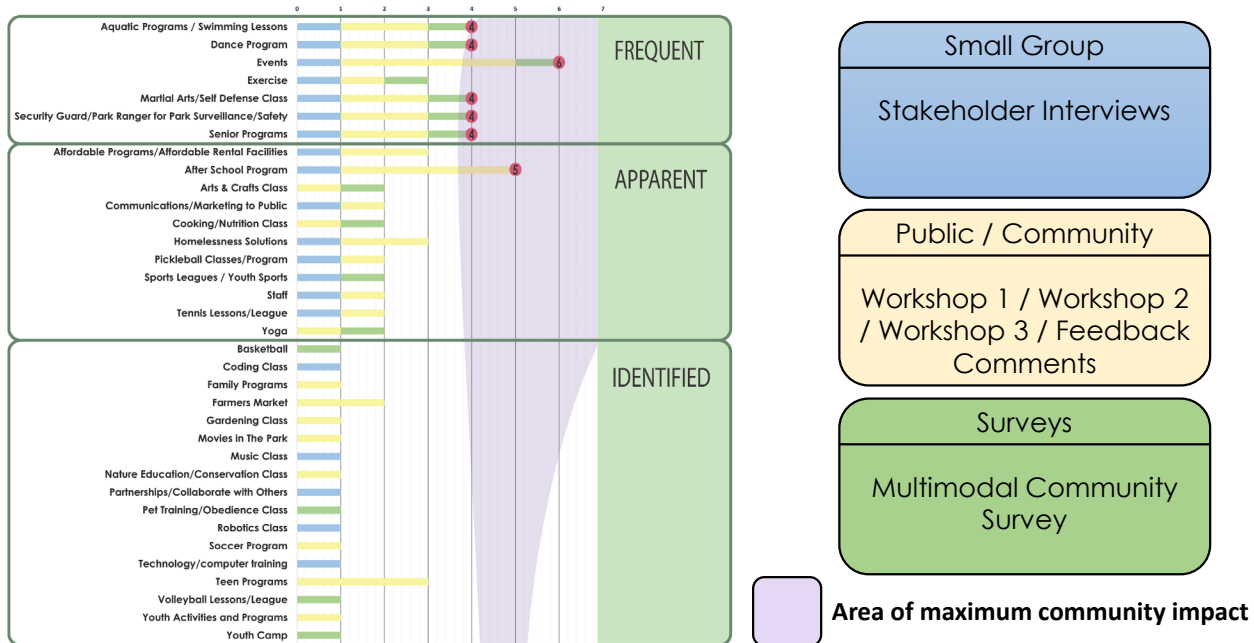 0 1 2 3 4 5 6 7
Aquatic Programs / Swimming Lessons 4
Dance Program 4
Events 6
Exercise
Martial Arts/Self Defense Class 4
Security Guard/Park Ranger for Park Surveillance/Safety 4
Senior Programs 4
FREQUENT
Affordable Programs/Affordable Rental Facilities
After School Program 5
Arts & Crafts Class
Communications/Marketing to Public
Cooking/Nutrition Class
Homelessness Solutions
Pickleball Classes/Program
Sports Leagues / Youth Sports
Staff
Tennis Lessons/League
Yoga
APPARENT
Basketball
Coding Class
Family Programs
Farmers Market
Gardening Class
Movies in The Park
Music Class
Nature Education/Conservation Class
Partnerships/Collaborate with Others
Pet Training/Obedience Class
Robotics Class
Soccer Program
Technology/computer training
Teen Programs
Volleyball Lessons/League
Youth Activities and Programs
Youth Camp
IDENTIFIED
Small Group
Stakeholder Interviews
Public / Community
Workshop 1 / Workshop 2
/ Workshop 3 / Feedback
Comments
Surveys
Multimodal Community
Survey
Area of maximum community impact